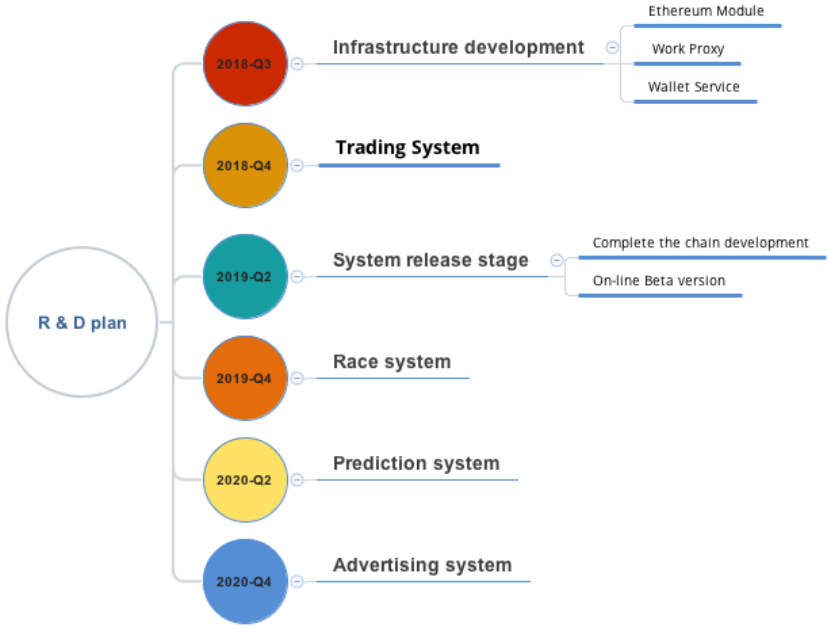 R & D plan
2018-Q3
Infrastructure development
Ethereum Module
Work Proxy
Wallet Service
2018-Q4
Trading System
2019-Q2
System release stage
Complete the chain development
On-line Beta version
2019-Q4
Race system
2020-Q2
Prediction system
2020-Q4
Advertising system